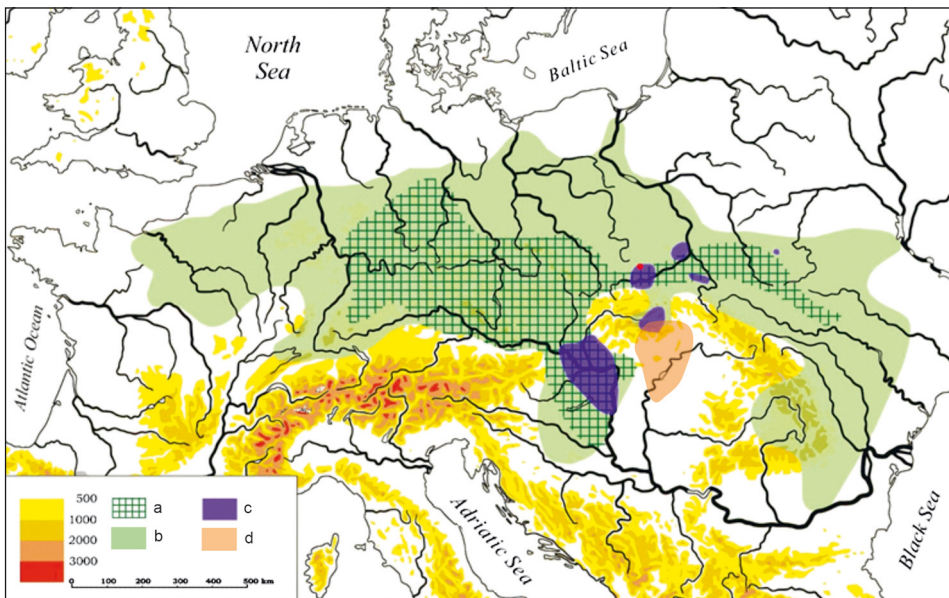 North
Sea
Baltic Sea
Atlantic Ocean
Adriatic Sea
Black Sea
500
1000
2000
3000
a
b
c
d
0 100 200 300 400 500 km